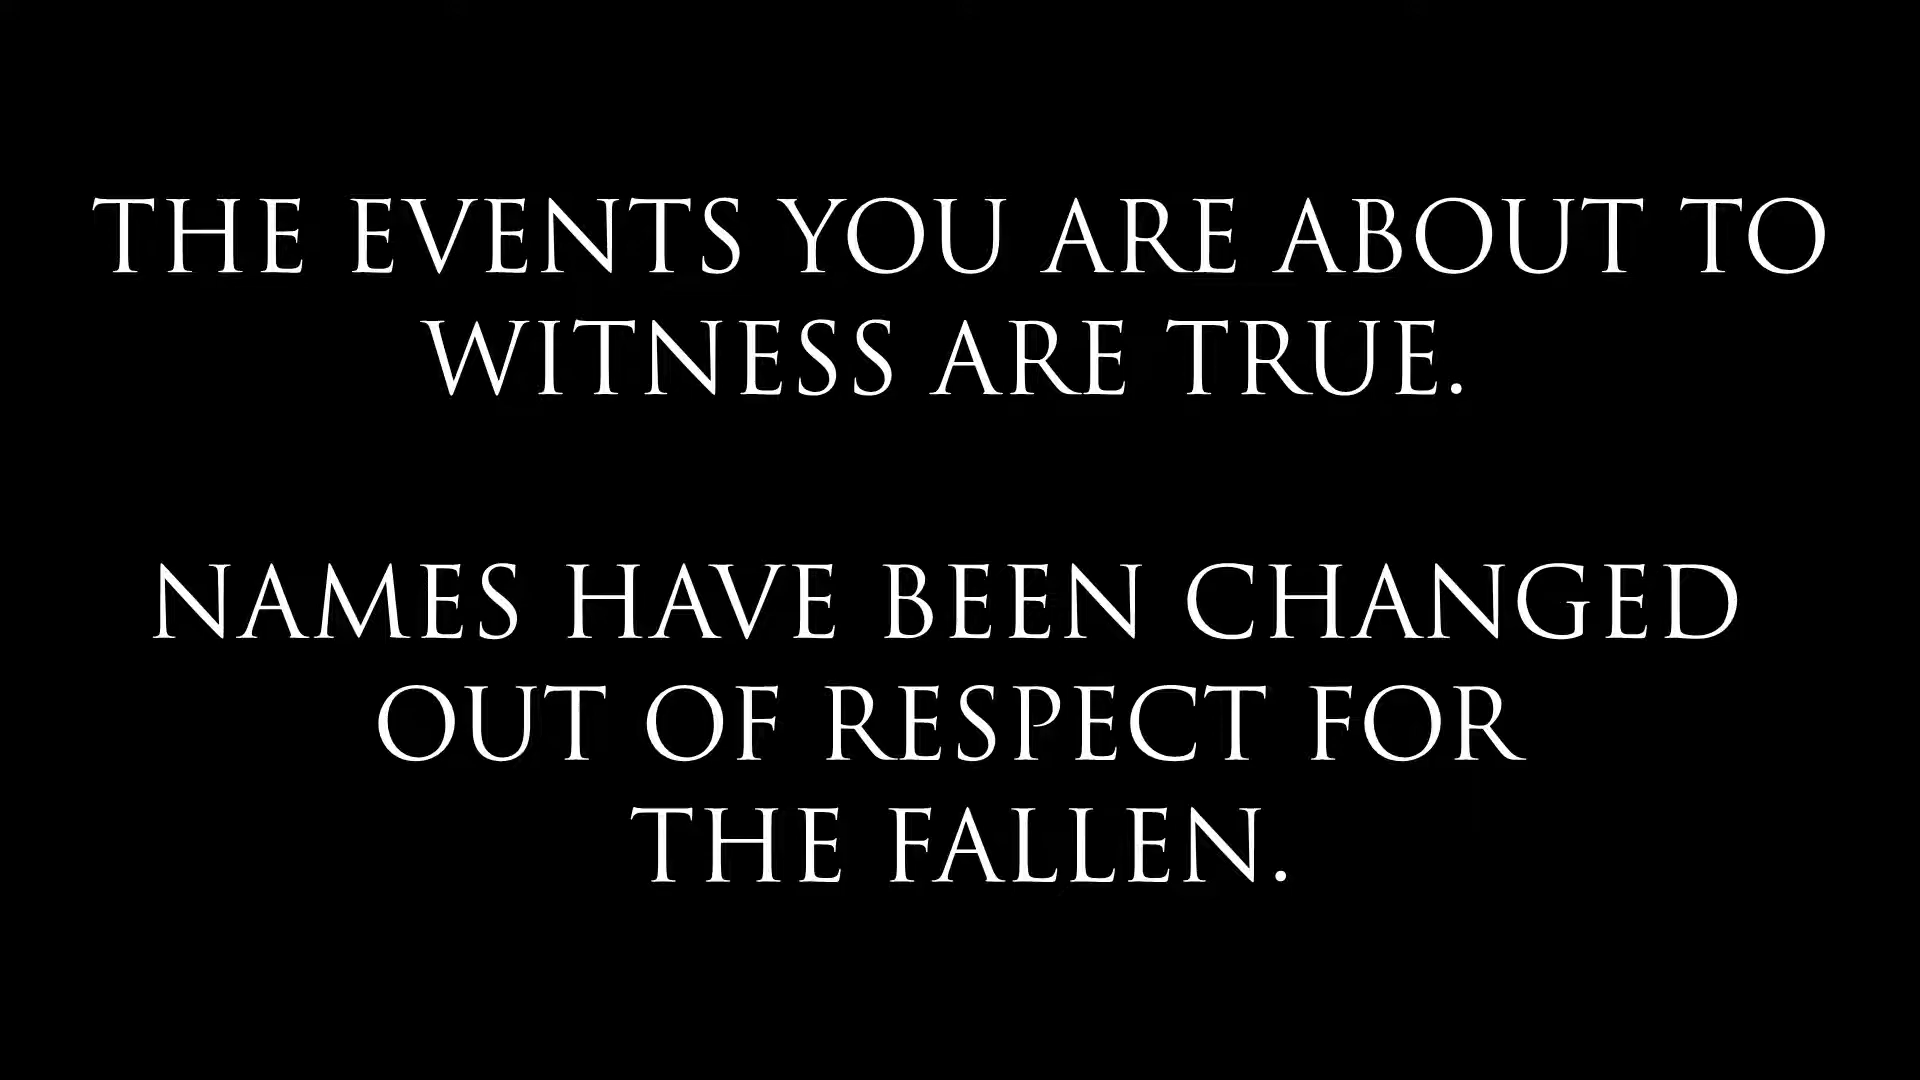 THE EVENTS YOU ARE ABOUT TO
WITNESS ARE TRUE.
NAMES HAVE BEEN CHANGED
OUT OF RESPECT FOR
THE FALLEN.